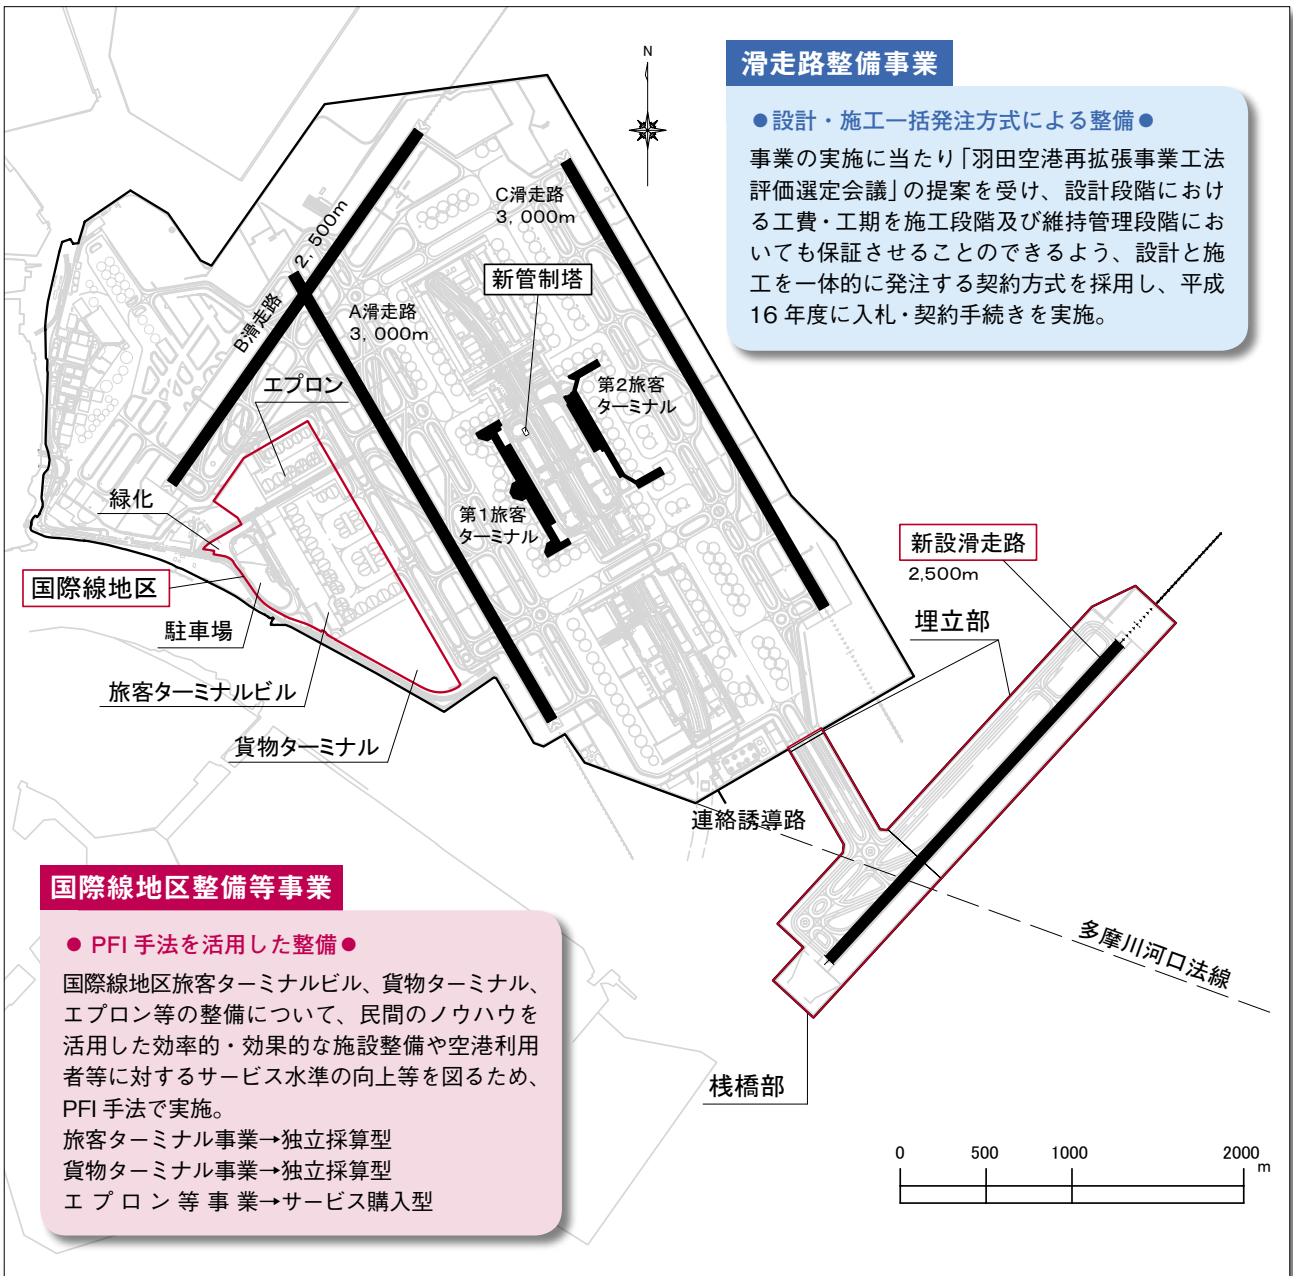 滑走路整備事業
●設計・施工一括発注方式による整備●
事業の実施に当たり「羽田空港再拡張事業工法
評価選定会議」の提案を受け、設計段階におけ
る工費・工期を施工段階及び維持管理段階にお
いても保証させることのできるよう、設計と施
工を一体的に発注する契約方式を採用し、平成
16 年度に入札・契約手続きを実施。
N
C滑走路
3, 000m
2, 500m
B滑走路
新管制塔
A滑走路
3, 000m
エプロン
第2旅客
ターミナル
緑化
第1旅客
ターミナル
新設滑走路
2,500m
国際線地区
駐車場
埋立部
旅客ターミナルビル
貨物ターミナル
連絡誘導路
多摩川河口法線
桟橋部
国際線地区整備等事業
● PFI 手法を活用した整備●
国際線地区旅客ターミナルビル、貨物ターミナル、
エプロン等の整備について、民間のノウハウを
活用した効率的・効果的な施設整備や空港利用
者等に対するサービス水準の向上等を図るため、
PFI 手法で実施。
旅客ターミナル事業→独立採算型
貨物ターミナル事業→独立採算型
エ プ ロ ン 等 事 業→サービス購入型
0 500 1000 2000
m